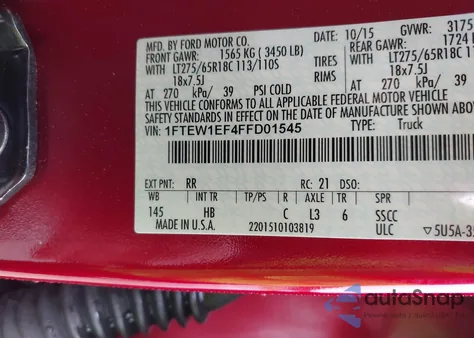 MFD. BY FORD MOTOR CO. 10/15 GVWR: 3175
FRONT GAWR: 1565 KG ( 3450 LB) REAR GAWR: 1724
WITH LT275/65R18C 113/110S TIRES WITH LT275/65R18C
18x7.5J RIMS 18x7.5J
AT 270 kPa/ 39 PSI COLD AT 270 kPa/ 39
THIS VEHICLE CONFORMS TO ALL APPLICABLE FEDERAL MOTOR VEHICLE
SAFETY STANDARDS IN EFFECT ON THE DATE OF MANUFACTURE SHOWN ABOVE
VIN: 1FTEW1EF4FFD01545 TYPE: Truck
EXT PNT: RR RC: 21 DSO:
WB INT TR TP/PS R AXLE TR SPR
145 HB C L3 6 SSCC
MADE IN U.S.A. 2201510103819 ULC
autoSnap